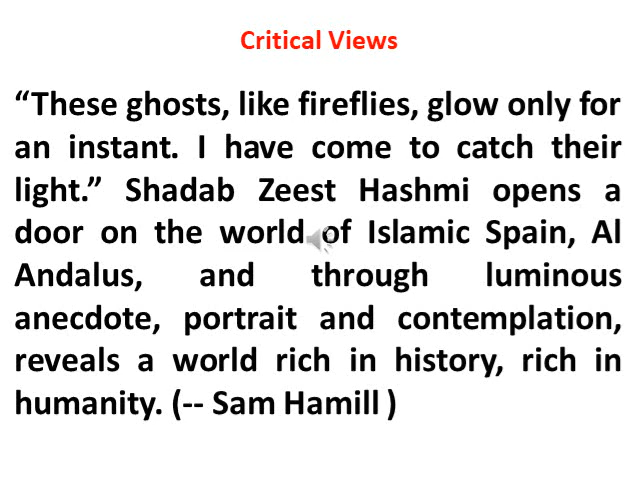 Critical Views
“These ghosts, like fireflies, glow only for
an instant. I have come to catch their
light.” Shadab Zeest Hashmi opens a
door on the world of Islamic Spain, Al
Andalus, and through luminous
anecdote, portrait and contemplation,
reveals a world rich in history, rich in
humanity. (-- Sam Hamill )